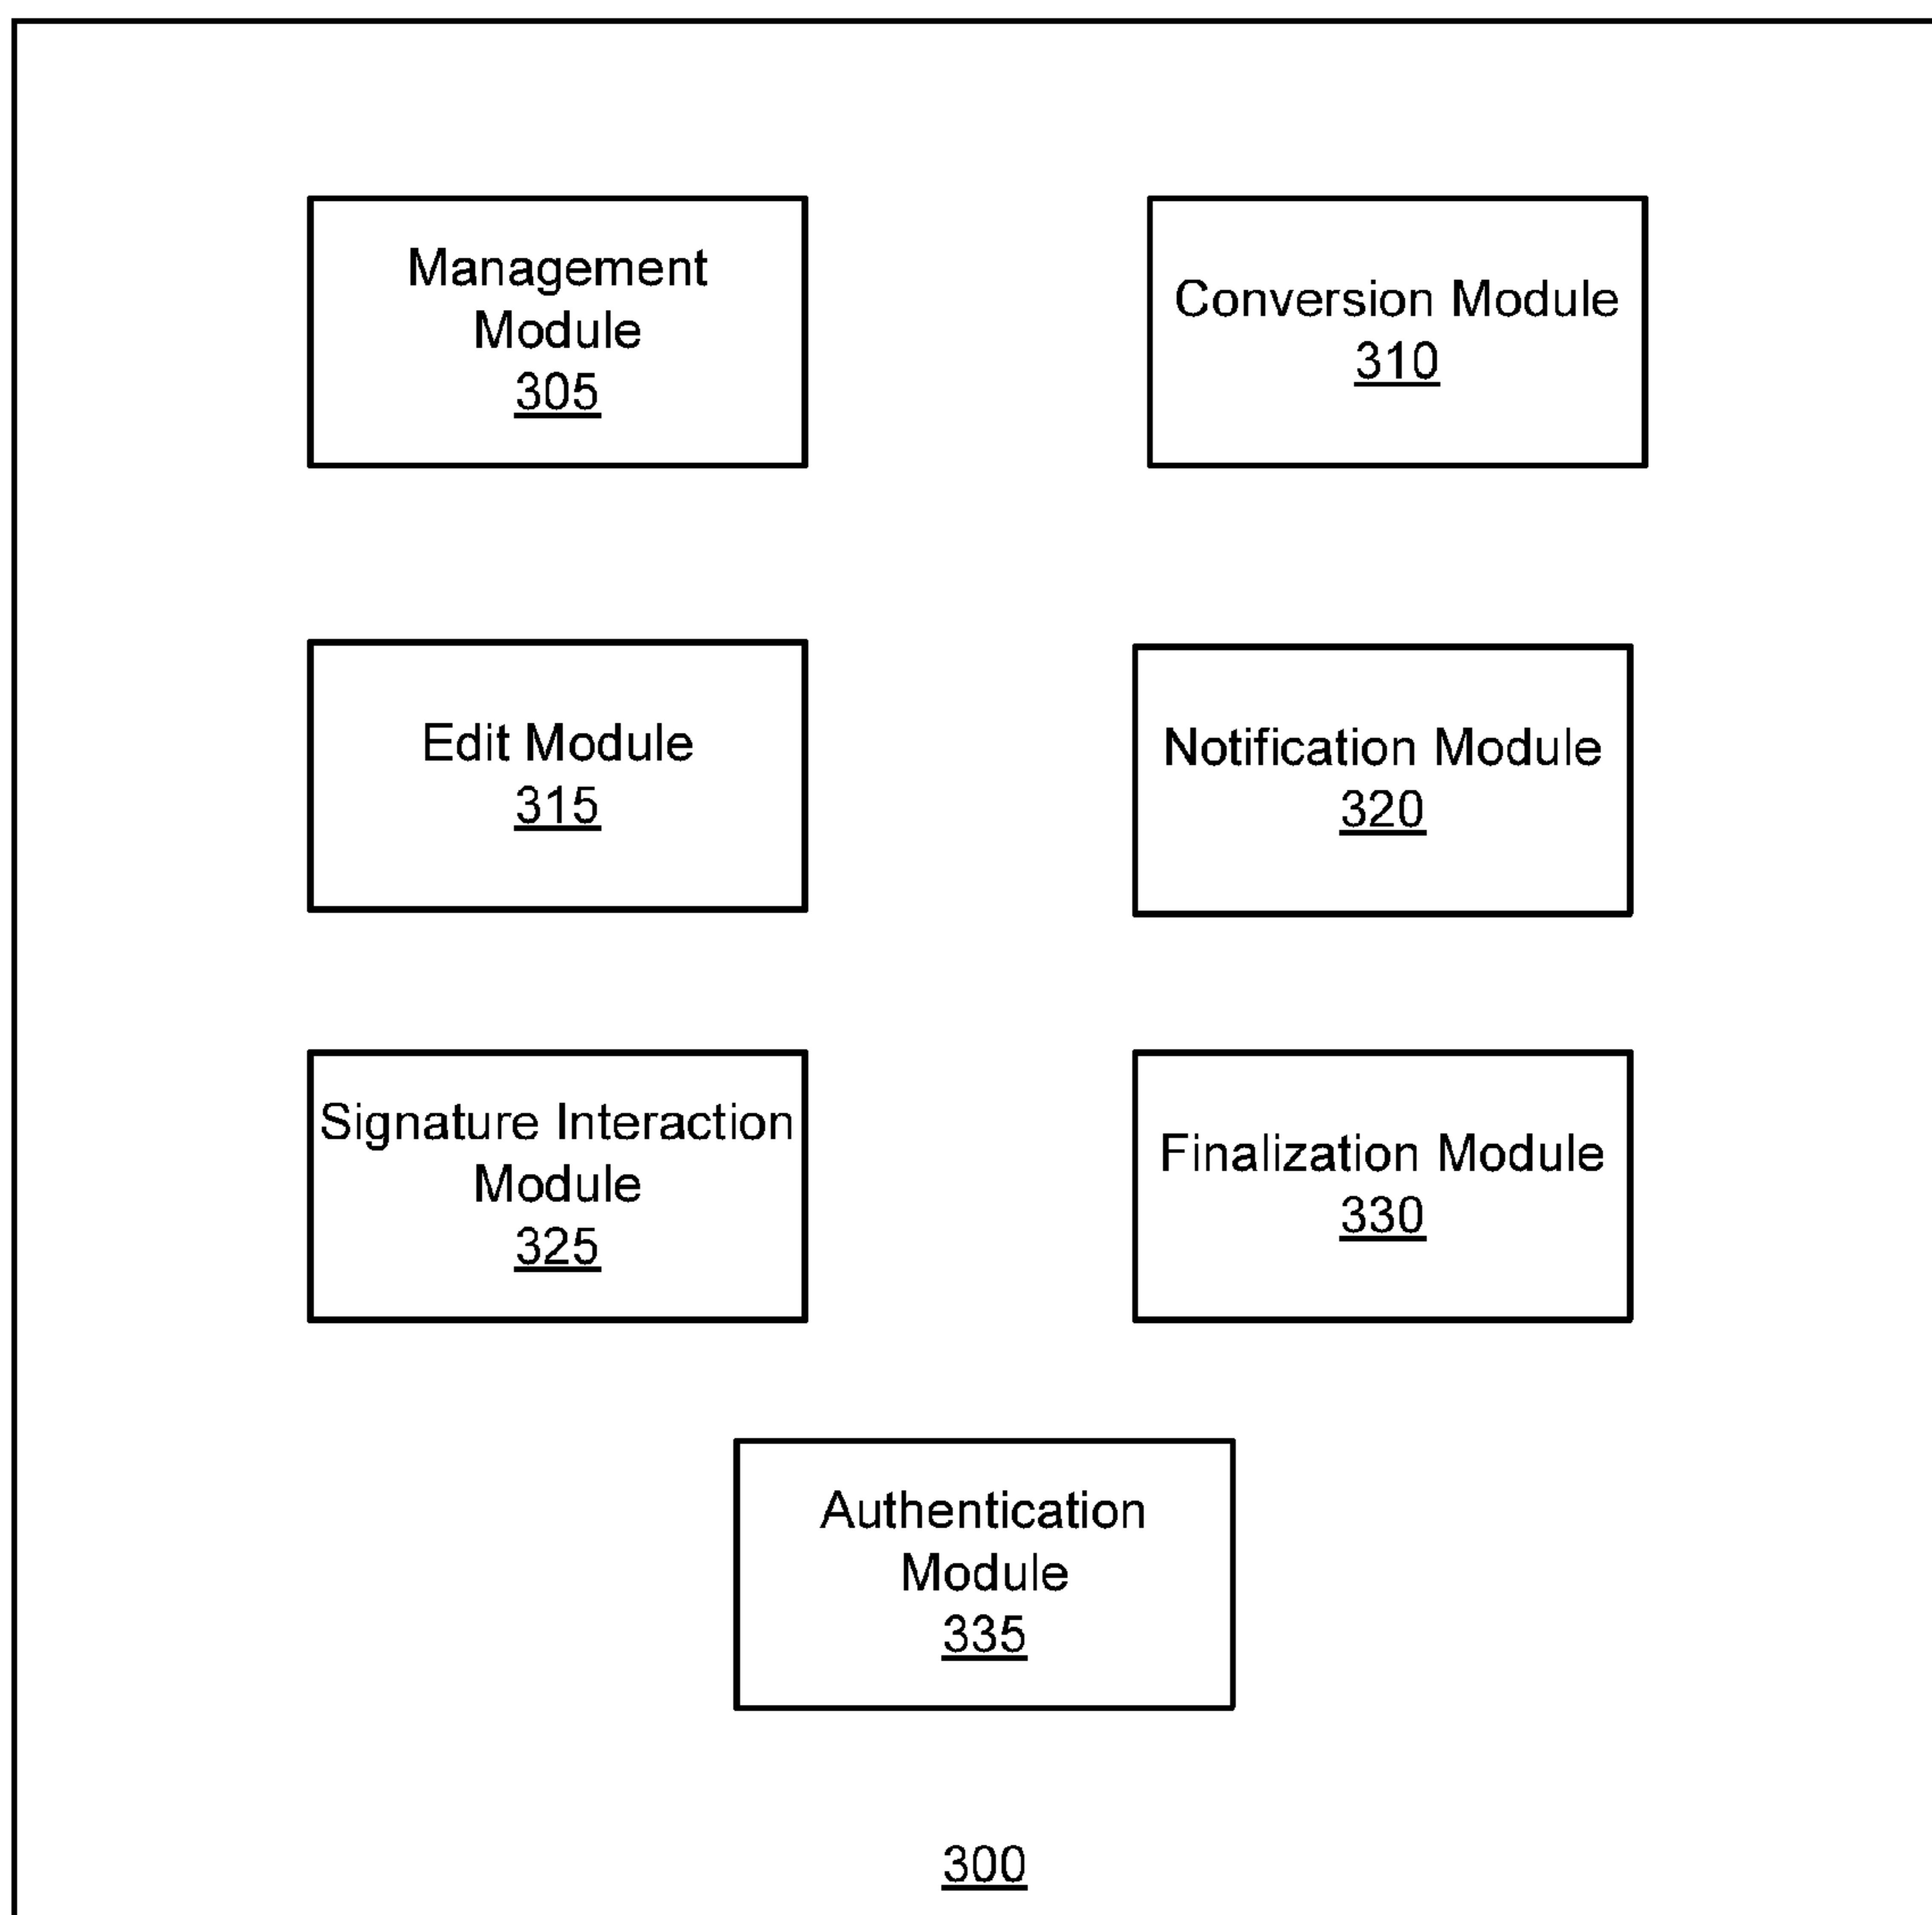 Management
Module
305
Conversion Module
310
Edit Module
315
Notification Module
320
Signature Interaction
Module
325
Finalization Module
330
Authentication
Module
335
300